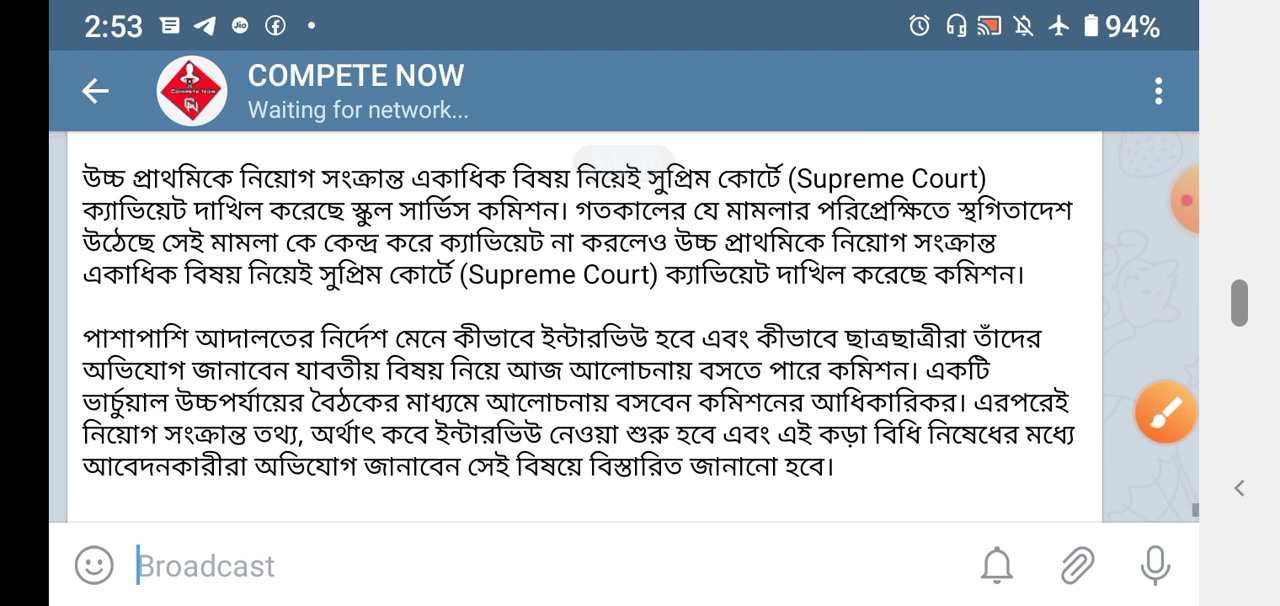 2:53
94%
COMPETE NOW
Waiting for network...
উচ্চ প্রাথমিকে নিয়োগ সংক্রান্ত একাধিক বিষয় নিয়েই সুপ্রিম কোর্টে (Supreme Court)
ক্যাভিয়েট দাখিল করেছে স্কুল সার্ভিস কমিশন। গতকালের যে মামলার পরিপ্রেক্ষিতে স্থগিতাদেশ
উঠেছে সেই মামলা কে কেন্দ্র করে ক্যাভিয়েট না করলেও উচ্চ প্রাথমিকে নিয়োগ সংক্রান্ত
একাধিক বিষয় নিয়েই সুপ্রিম কোর্টে (Supreme Court) ক্যাভিয়েট দাখিল করেছে কমিশন।
পাশাপাশি আদালতের নির্দেশ মেনে কীভাবে ইন্টারভিউ হবে এবং কীভাবে ছাত্রছাত্রীরা তাঁদের
অভিযোগ জানাবেন যাবতীয় বিষয় নিয়ে আজ আলোচনায় বসতে পারে কমিশন। একটি
ভার্চুয়াল উচ্চপর্যায়ের বৈঠকের মাধ্যমে আলোচনায় বসবেন কমিশনের আধিকারিকর। এরপরেই
নিয়োগ সংক্রান্ত তথ্য, অর্থাৎ কবে ইন্টারভিউ নেওয়া শুরু হবে এবং এই কড়া বিধি নিষেধের মধ্যে
আবেদনকারীরা অভিযোগ জানাবেন সেই বিষয়ে বিস্তারিত জানানো হবে।
Broadcast